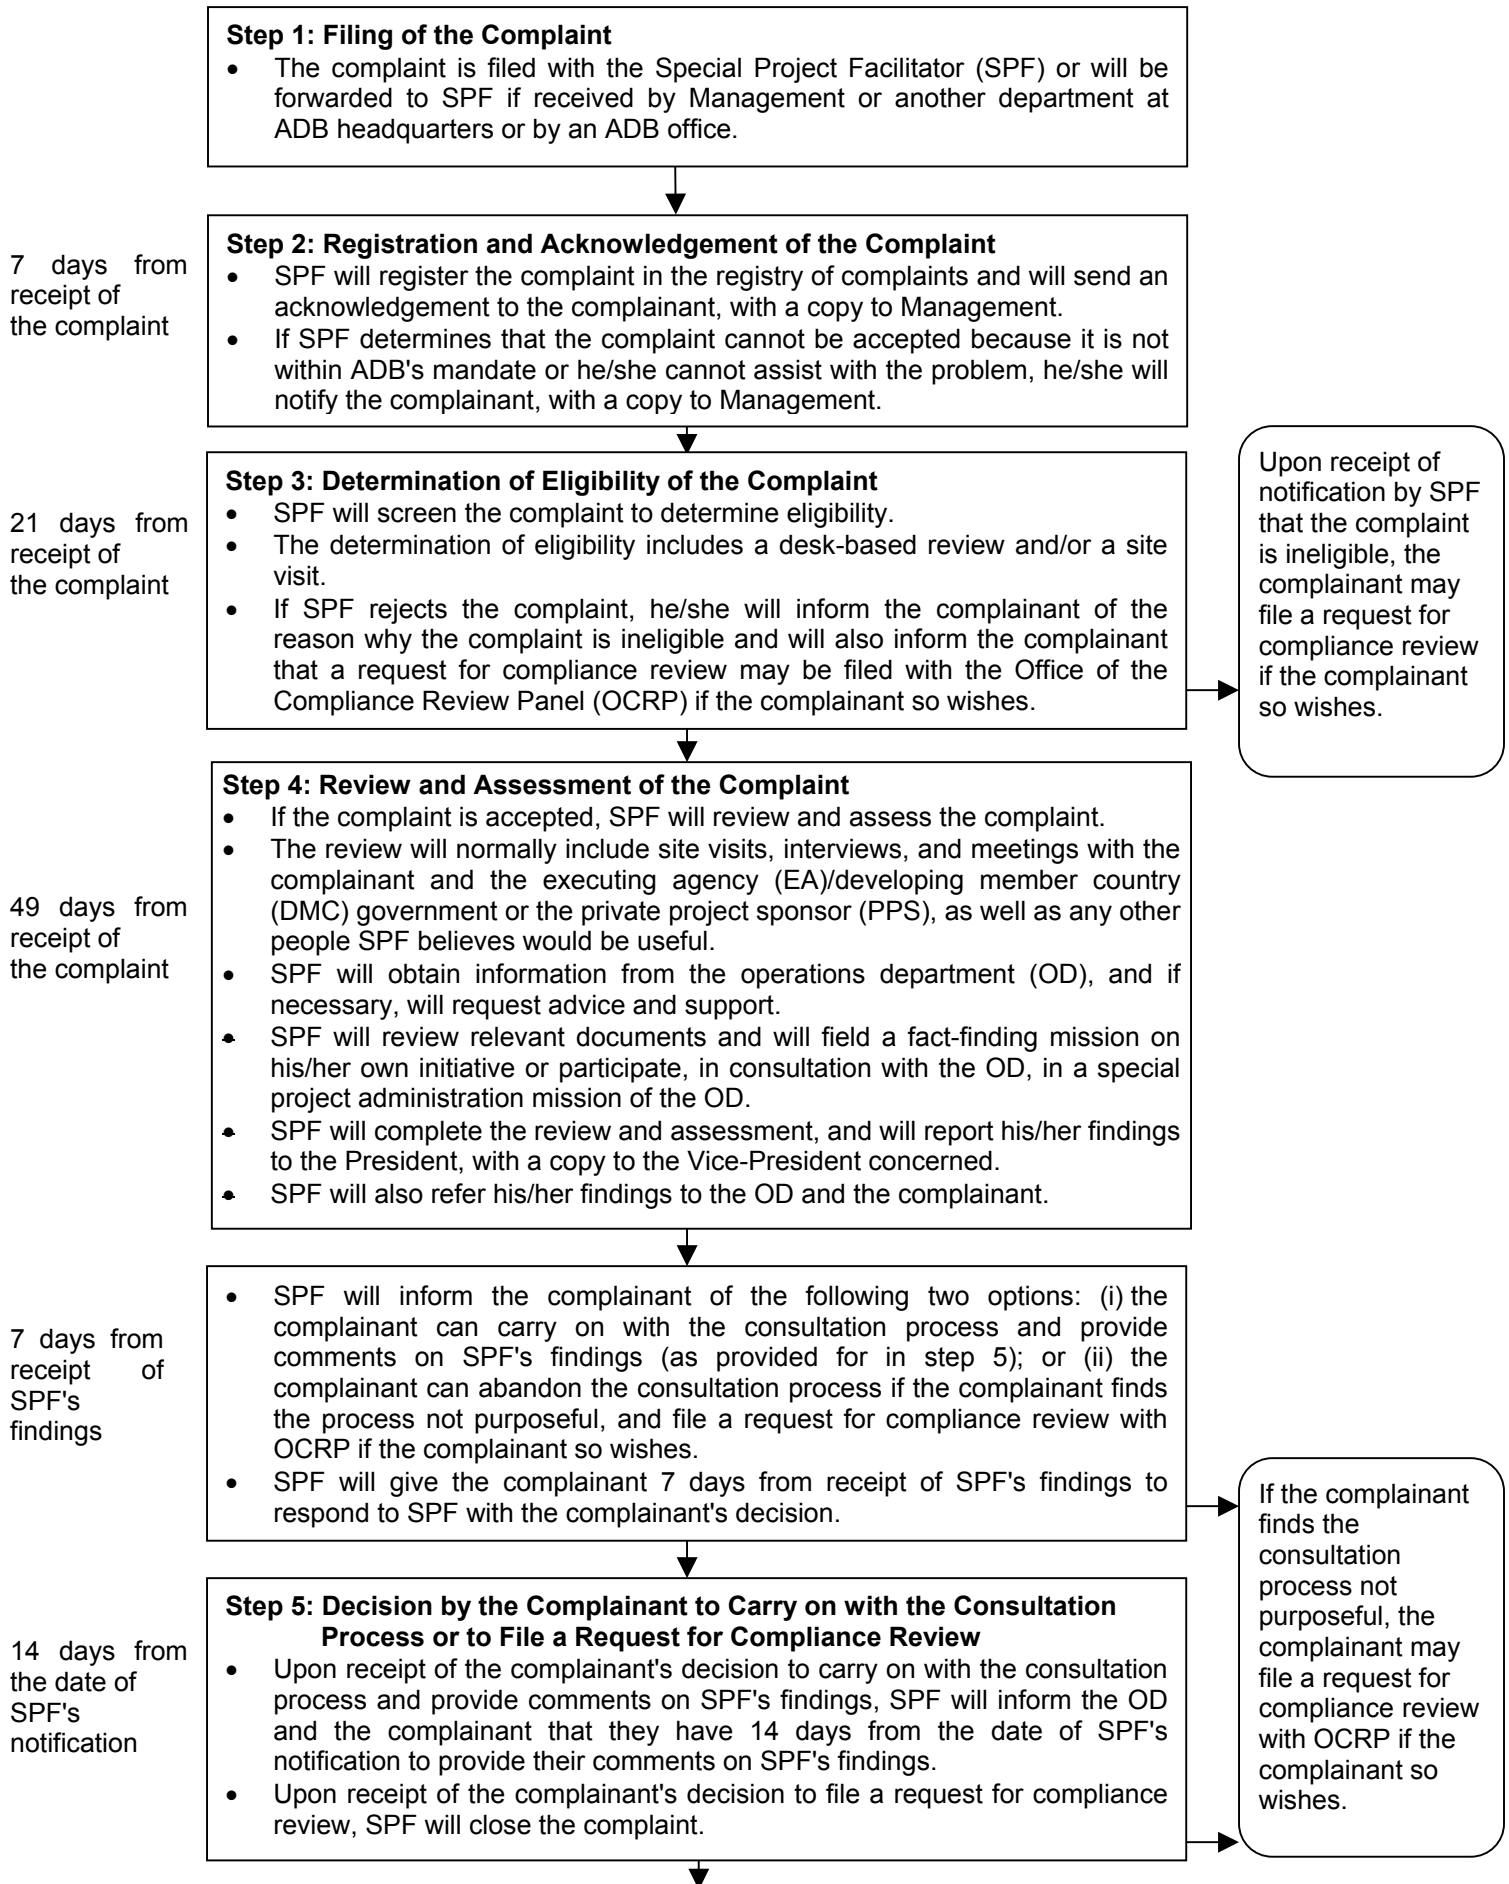 Step 1: Filing of the Complaint
• The complaint is filed with the Special Project Facilitator (SPF) or will be
forwarded to SPF if received by Management or another department at
ADB headquarters or by an ADB office.
7 days from
receipt of
the complaint
Step 2: Registration and Acknowledgement of the Complaint
• SPF will register the complaint in the registry of complaints and will send an
acknowledgement to the complainant, with a copy to Management.
• If SPF determines that the complaint cannot be accepted because it is not
within ADB's mandate or he/she cannot assist with the problem, he/she will
notify the complainant, with a copy to Management.
21 days from
receipt of
the complaint
Step 3: Determination of Eligibility of the Complaint
• SPF will screen the complaint to determine eligibility.
• The determination of eligibility includes a desk-based review and/or a site
visit.
• If SPF rejects the complaint, he/she will inform the complainant of the
reason why the complaint is ineligible and will also inform the complainant
that a request for compliance review may be filed with the Office of the
Compliance Review Panel (OCRP) if the complainant so wishes.
Upon receipt of
notification by SPF
that the complaint
is ineligible, the
complainant may
file a request for
compliance review
if the complainant
so wishes.
49 days from
receipt of
the complaint
Step 4: Review and Assessment of the Complaint
• If the complaint is accepted, SPF will review and assess the complaint.
• The review will normally include site visits, interviews, and meetings with the
complainant and the executing agency (EA)/developing member country
(DMC) government or the private project sponsor (PPS), as well as any other
people SPF believes would be useful.
• SPF will obtain information from the operations department (OD), and if
necessary, will request advice and support.
• SPF will review relevant documents and will field a fact-finding mission on
his/her own initiative or participate, in consultation with the OD, in a special
project administration mission of the OD.
• SPF will complete the review and assessment, and will report his/her findings
to the President, with a copy to the Vice-President concerned.
• SPF will also refer his/her findings to the OD and the complainant.
7 days from
receipt of
SPF's
findings
• SPF will inform the complainant of the following two options: (i) the
complainant can carry on with the consultation process and provide
comments on SPF's findings (as provided for in step 5); or (ii) the
complainant can abandon the consultation process if the complainant finds
the process not purposeful, and file a request for compliance review with
OCRP if the complainant so wishes.
• SPF will give the complainant 7 days from receipt of SPF's findings to
respond to SPF with the complainant's decision.
If the complainant
finds the
consultation
process not
purposeful, the
complainant may
file a request for
compliance review
with OCRP if the
complainant so
wishes.
14 days from
the date of
SPF's
notification
Step 5: Decision by the Complainant to Carry on with the Consultation
Process or to File a Request for Compliance Review
• Upon receipt of the complainant's decision to carry on with the consultation
process and provide comments on SPF's findings, SPF will inform the OD
and the complainant that they have 14 days from the date of SPF's
notification to provide their comments on SPF's findings.
• Upon receipt of the complainant's decision to file a request for compliance
review, SPF will close the complaint.